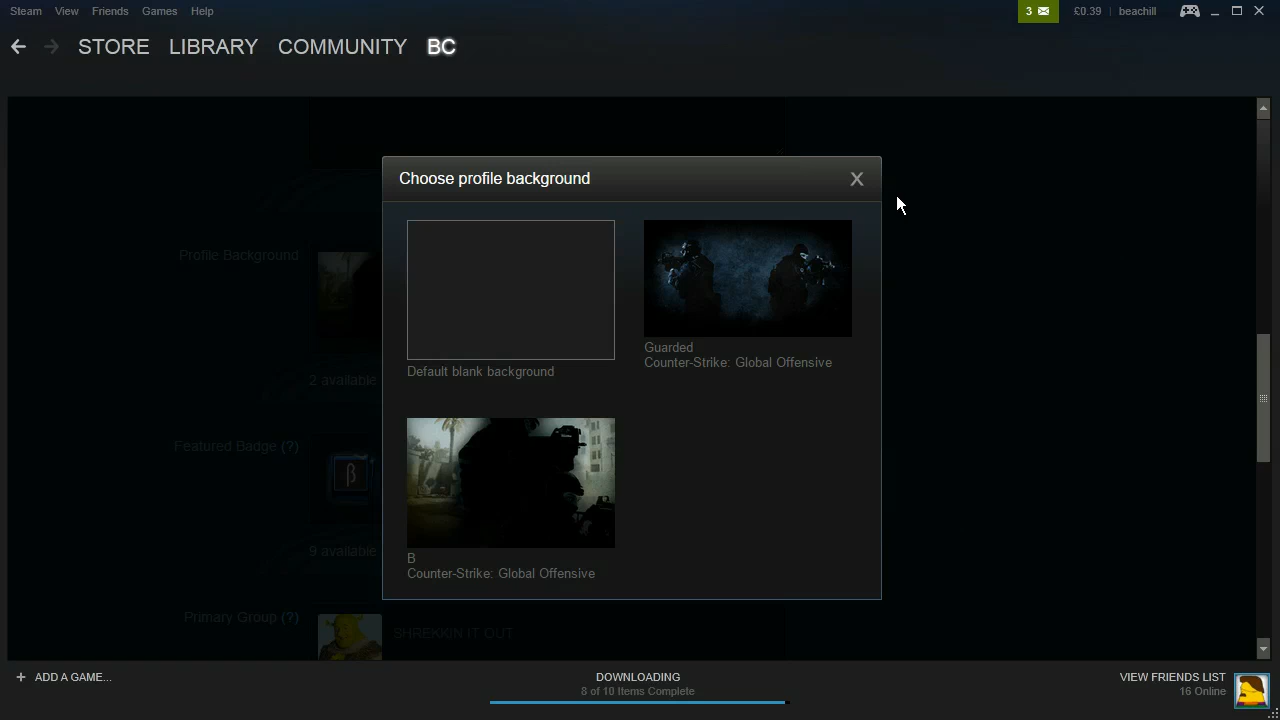 Steam View Friends Games Help
3 £0.39 | beachill
STORE LIBRARY COMMUNITY BC
Choose profile background X
Profile Background
Default blank background
Guarded
Counter-Strike: Global Offensive
2 available
Featured Badge (?)
β
9 available
B
Counter-Strike: Global Offensive
Primary Group (?)
SHREKKIN IT OUT
+ ADD A GAME...
DOWNLOADING
8 of 10 Items Complete
VIEW FRIENDS LIST
16 Online